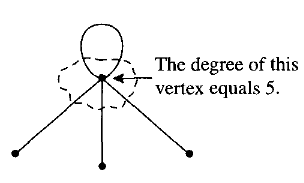 The degree of this
vertex equals 5.